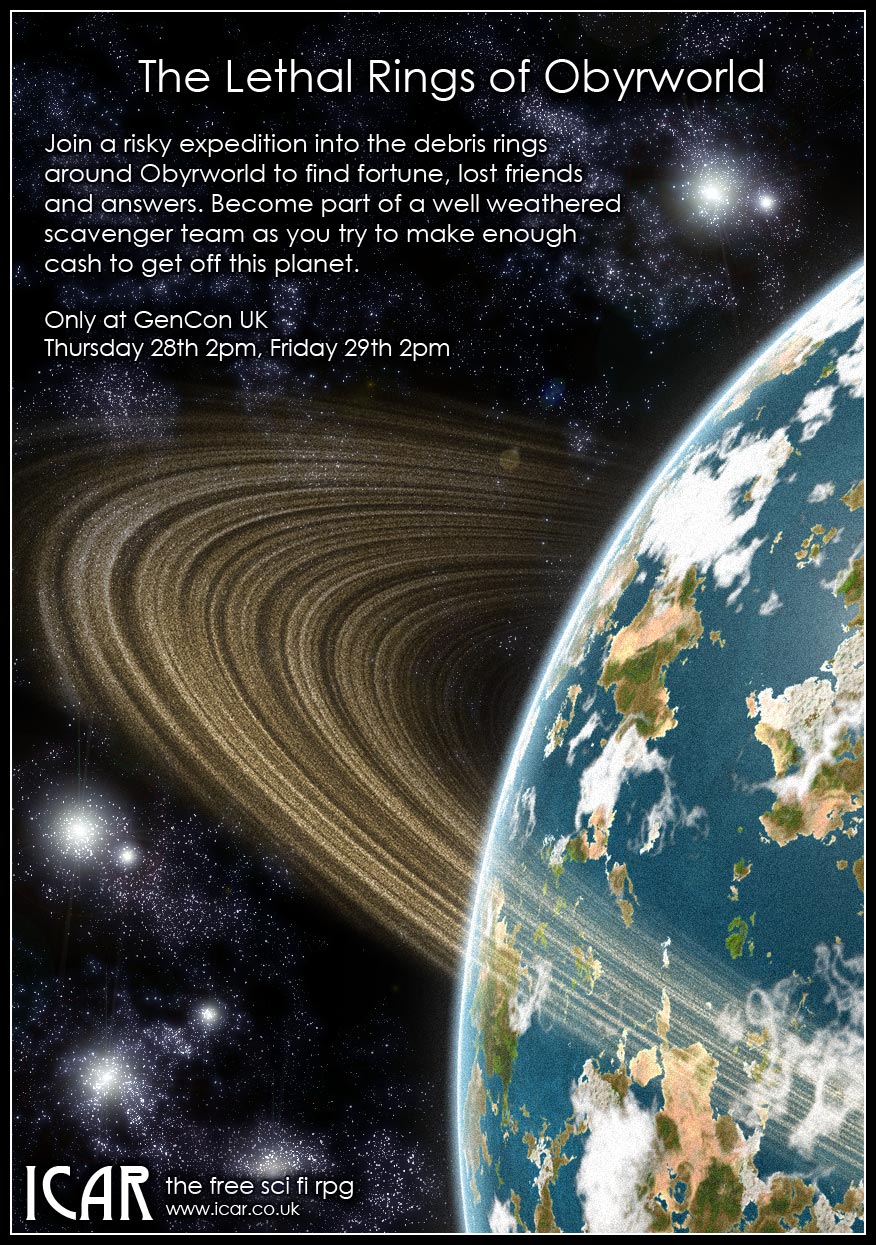 The Lethal Rings of Obyrworld
Join a risky expedition into the debris rings
around Obyrworld to find fortune, lost friends
and answers. Become part of a well weathered
scavenger team as you try to make enough
cash to get off this planet.
Only at GenCon UK
Thursday 28th 2pm, Friday 29th 2pm
ICAR the free sci fi rpg
www.icar.co.uk